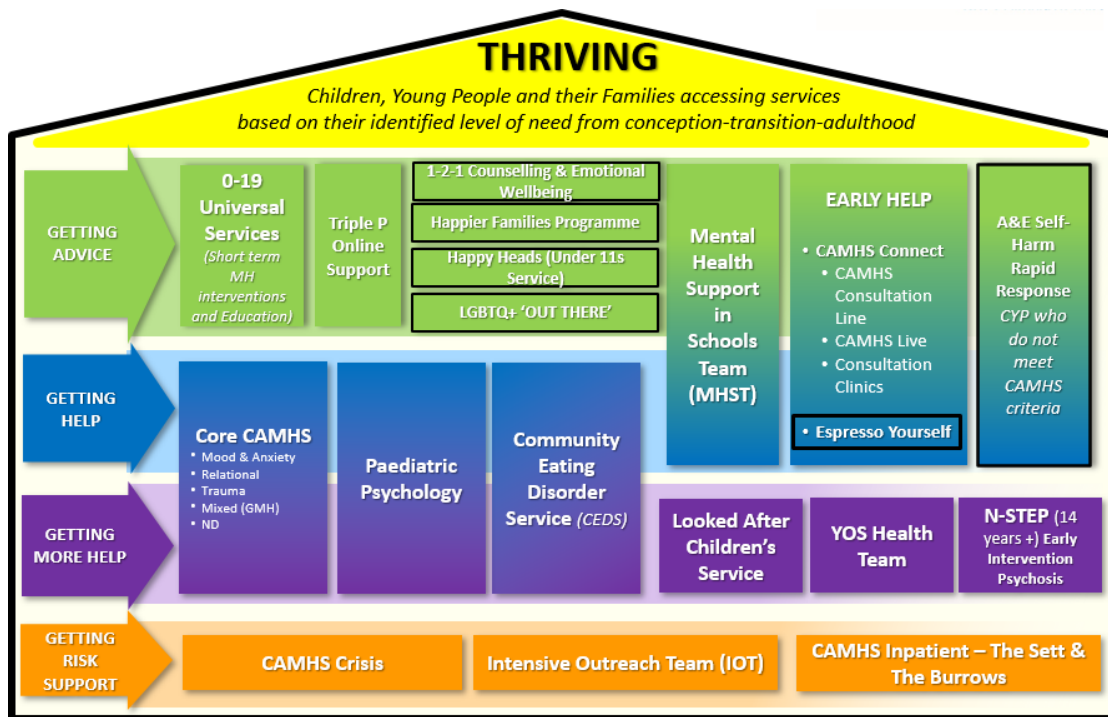 THRIVING
Children, Young People and their Families accessing services
based on their identified level of need from conception-transition-adulthood
GETTING
ADVICE
0-19
Universal
Services
(Short term
MH
interventions
and Education)
Triple P
Online
Support
1-2-1 Counselling & Emotional
Wellbeing
Happier Families Programme
Happy Heads (Under 11s
Service)
LGBTQ+ ‘OUT THERE’
Mental
Health
Support
in
Schools
Team
(MHST)
EARLY HELP
• CAMHS Connect
• CAMHS
Consultation
Line
• CAMHS Live
• Consultation
Clinics
• Espresso Yourself
A&E Self-
Harm
Rapid
Response
CYP who
do not
meet
CAMHS
criteria
GETTING
HELP
Core CAMHS
• Mood & Anxiety
• Relational
• Trauma
• Mixed (GMH)
• ND
Paediatric
Psychology
Community
Eating
Disorder
Service (CEDS)
GETTING
MORE HELP
Looked After
Children’s
Service
YOS Health
Team
N-STEP (14
years +) Early
Intervention
Psychosis
GETTING
RISK
SUPPORT
CAMHS Crisis
Intensive Outreach Team (IOT)
CAMHS Inpatient – The Sett &
The Burrows